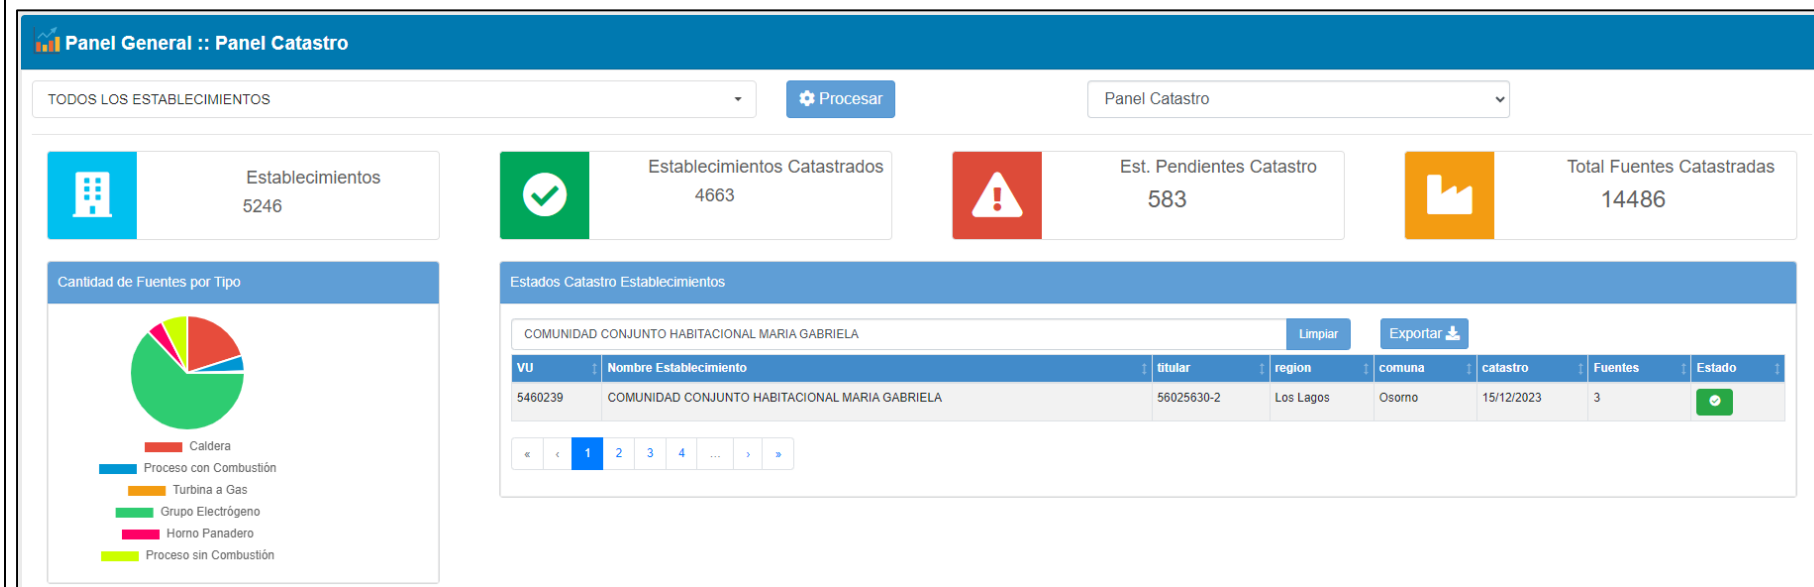 Panel General :: Panel Catastro
TODOS LOS ESTABLECIMIENTOS
Procesar
Panel Catastro
Establecimientos
5246
Establecimientos Catastrados
4663
Est. Pendientes Catastro
583
Total Fuentes Catastradas
14486
Cantidad de Fuentes por Tipo
Caldera
Proceso con Combustión
Turbina a Gas
Grupo Electrógeno
Horno Panadero
Proceso sin Combustión
Estados Catastro Establecimientos
COMUNIDAD CONJUNTO HABITACIONAL MARIA GABRIELA
Limpiar
Exportar
VU Nombre Establecimiento titular region comuna catastro Fuentes Estado
5460239 COMUNIDAD CONJUNTO HABITACIONAL MARIA GABRIELA 56025630-2 Los Lagos Osorno 15/12/2023 3
« ‹ 1 2 3 4 ... › »